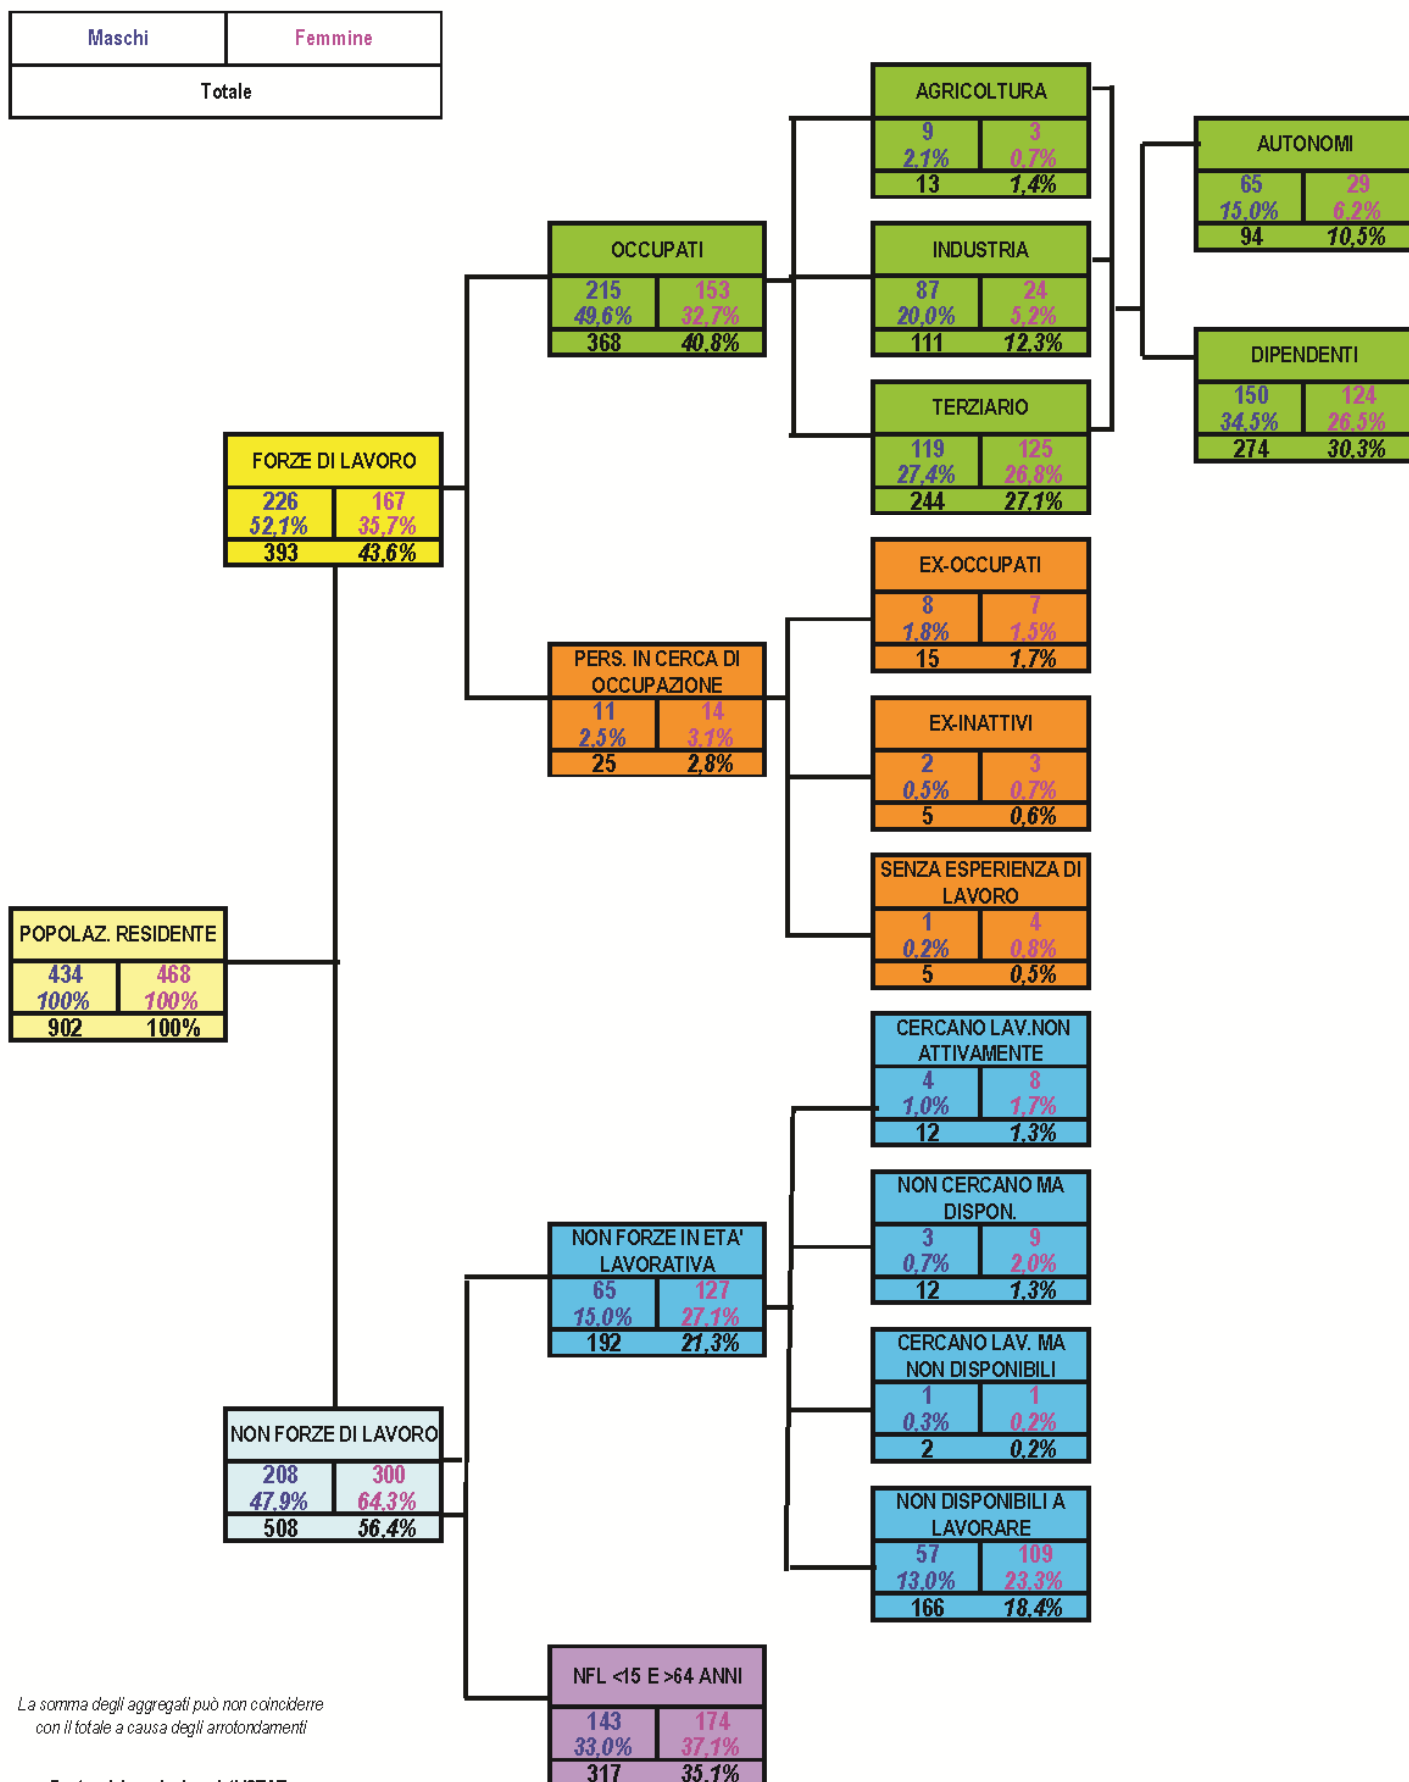 Maschi Femmine
Totale
AGRICOLTURA
9 3
2,1% 0,7%
13 1,4%
AUTONOMI
65 29
15,0% 6,2%
94 10,5%
OCCUPATI
215 153
49,6% 32,7%
368 40,8%
INDUSTRIA
87 24
20,0% 5,2%
111 12,3%
DIPENDENTI
150 124
34,5% 26,5%
274 30,3%
TERZIARIO
119 125
27,4% 26,8%
244 27,1%
FORZE DI LAVORO
226 167
52,1% 35,7%
393 43,6%
EX-OCCUPATI
8 7
1,8% 1,5%
15 1,7%
PERS. IN CERCA DI
OCCUPAZIONE
11 14
2,5% 3,1%
25 2,8%
EX-INATTIVI
2 3
0,5% 0,7%
5 0,6%
SENZA ESPERIENZA DI
LAVORO
1 4
0,2% 0,8%
5 0,5%
POPOLAZ. RESIDENTE
434 468
100% 100%
902 100%
CERCANO LAV.NON
ATTIVAMENTE
4 8
1,0% 1,7%
12 1,3%
NON CERCANO MA
DISPON.
3 9
0,7% 2,0%
12 1,3%
NON FORZE IN ETA'
LAVORATIVA
65 127
15,0% 27,1%
192 21,3%
CERCANO LAV. MA
NON DISPONIBILI
1 1
0,3% 0,2%
2 0,2%
NON FORZE DI LAVORO
208 300
47,9% 64,3%
508 56,4%
NON DISPONIBILI A
LAVORARE
57 109
13,0% 23,3%
166 18,4%
NFL <15 E >64 ANNI
143 174
33,0% 37,1%
317 35,1%
La somma degli aggregati può non coinciderre
con il totale a causa degli arrotondamenti